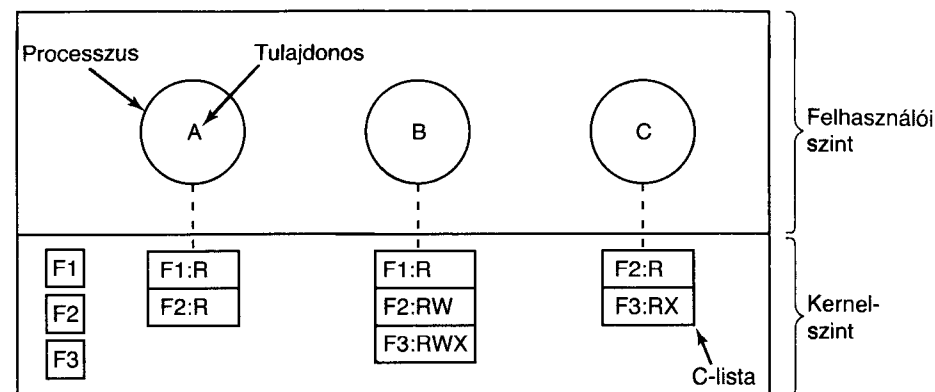 Processzus
Tulajdonos
A
B
C
Felhasználói
szint
F1
F2
F3
F1:R
F2:R
F1:R
F2:RW
F3:RWX
F2:R
F3:RX
C-lista
Kernel-
szint